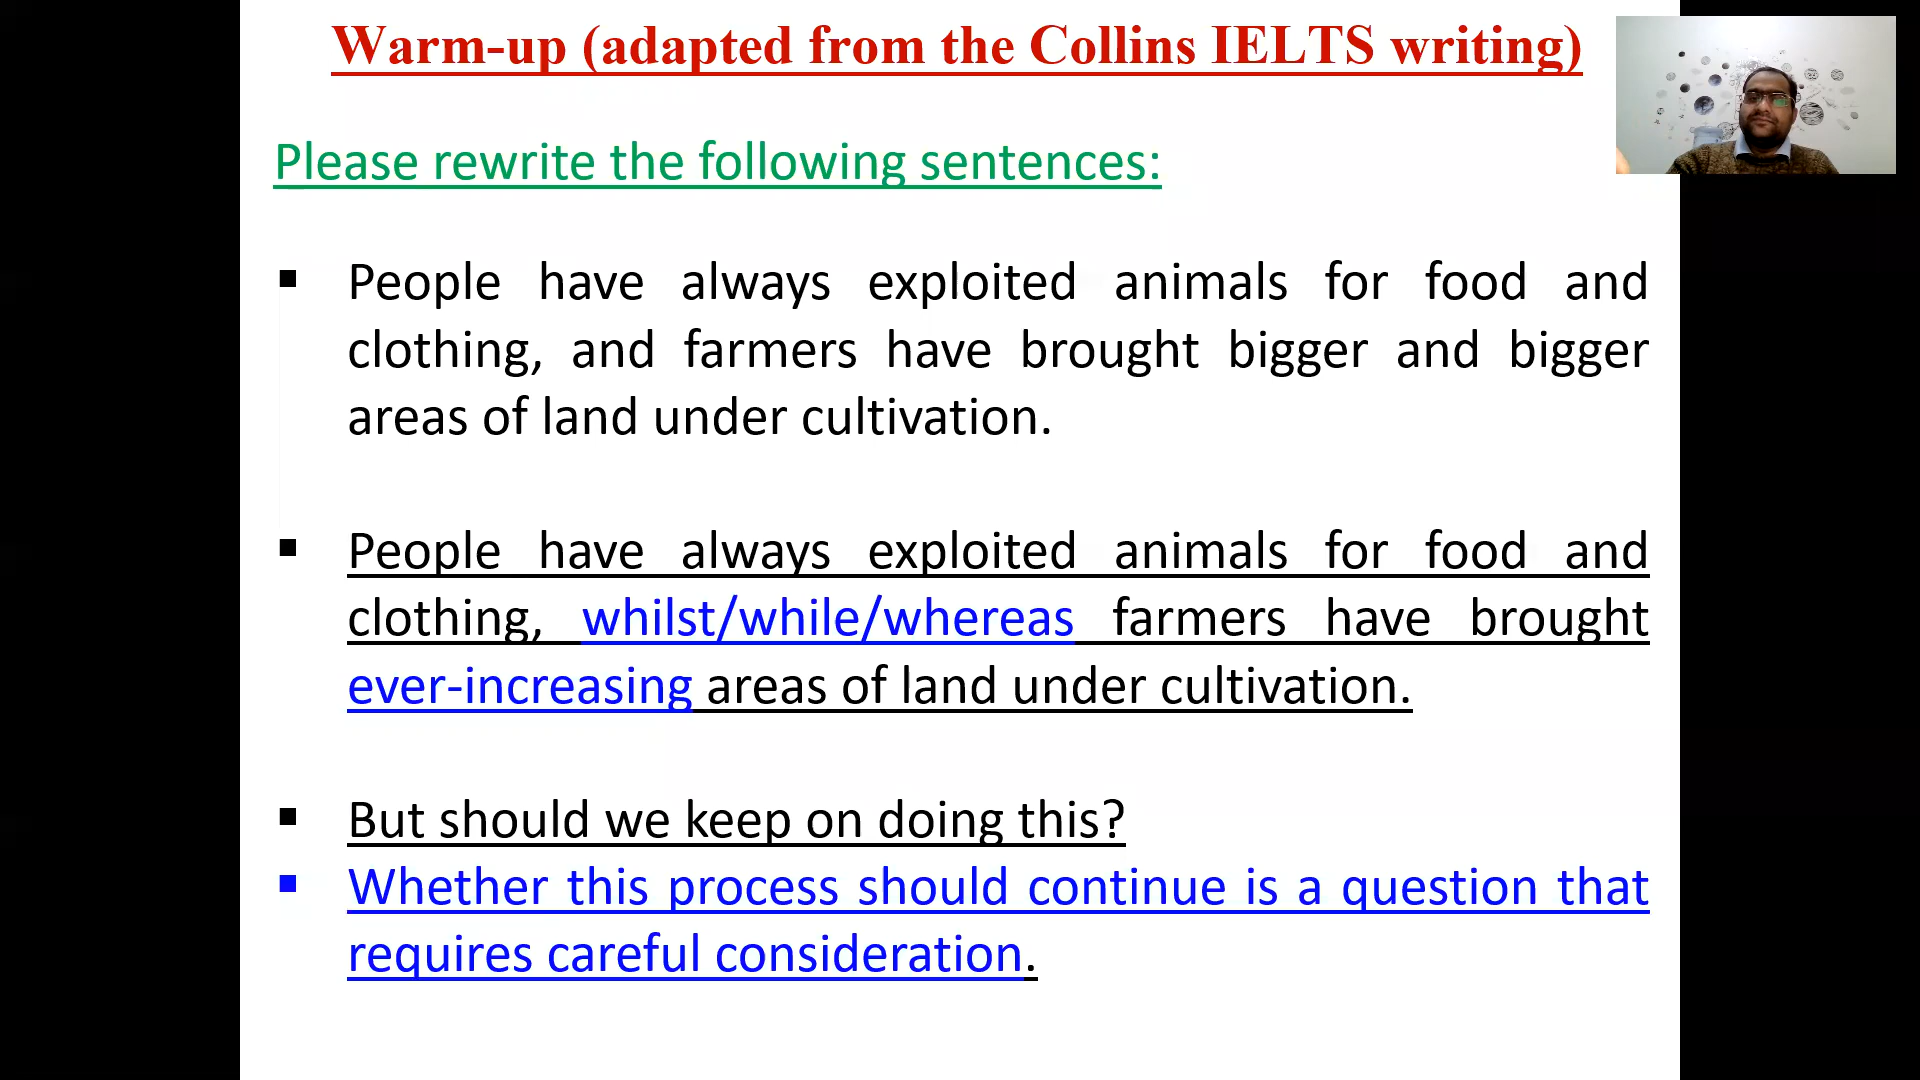 Warm-up (adapted from the Collins IELTS writing)
Please rewrite the following sentences:
▪ People have always exploited animals for food and
clothing, and farmers have brought bigger and bigger
areas of land under cultivation.
▪ People have always exploited animals for food and
clothing, whilst/while/whereas farmers have brought
ever-increasing areas of land under cultivation.
▪ But should we keep on doing this?
▪ Whether this process should continue is a question that
requires careful consideration.